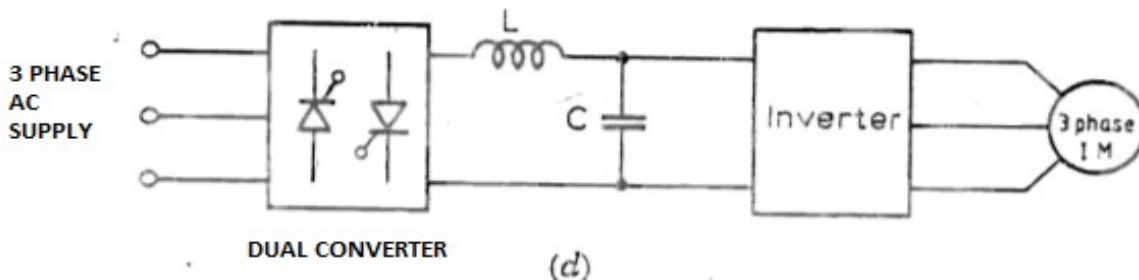 3 PHASE
AC
SUPPLY
L
C
Inverter
3 phase
I M
DUAL CONVERTER
(d)